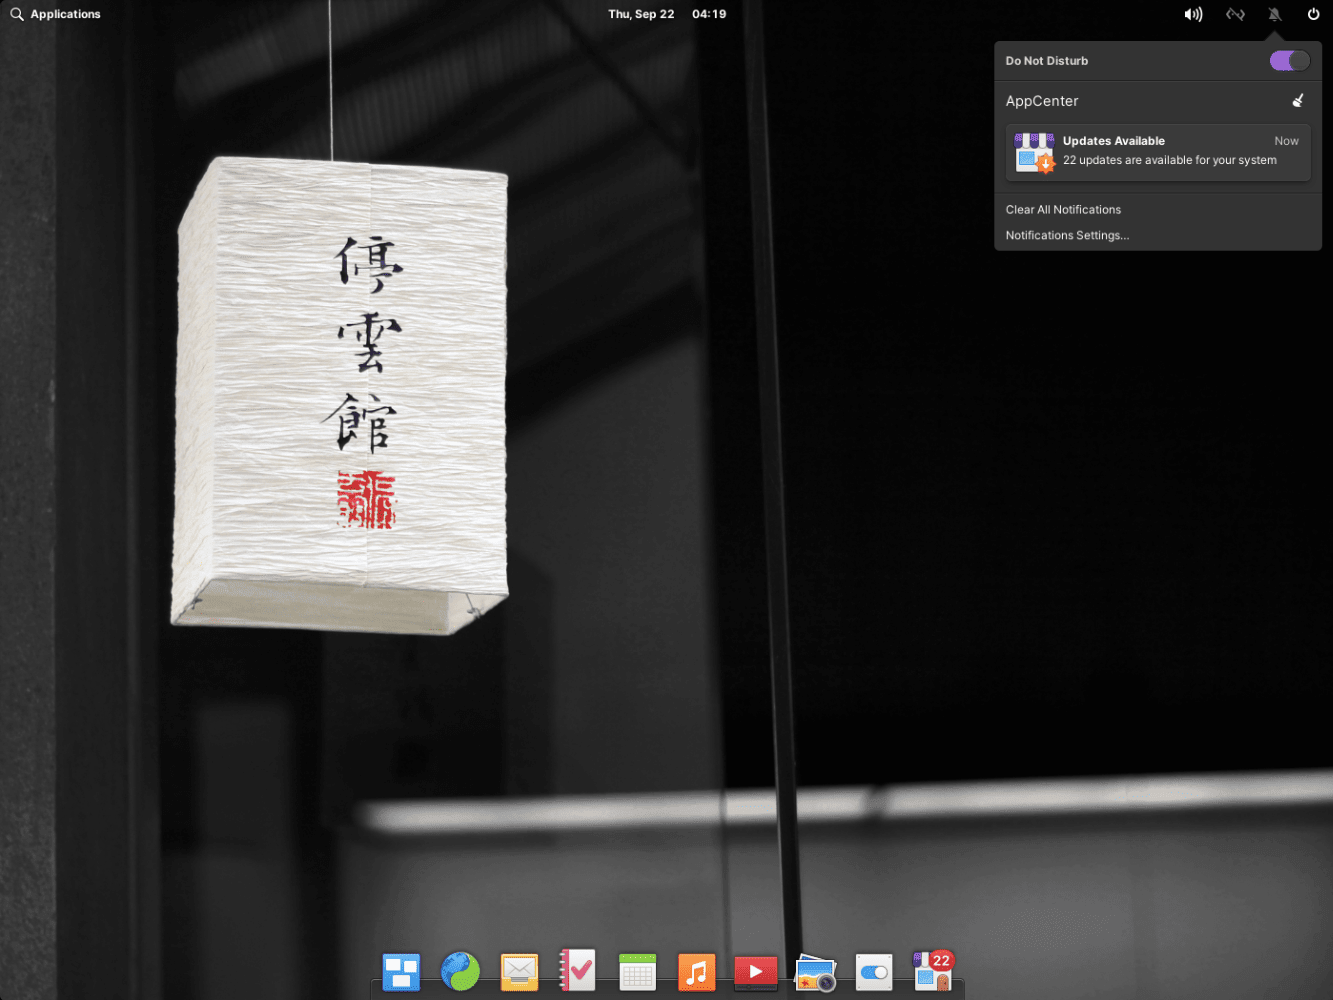 Applications
Thu, Sep 22 04:19
Do Not Disturb
AppCenter
Updates Available Now
22 updates are available for your system
Clear All Notifications
Notifications Settings...
停
雲
館
22